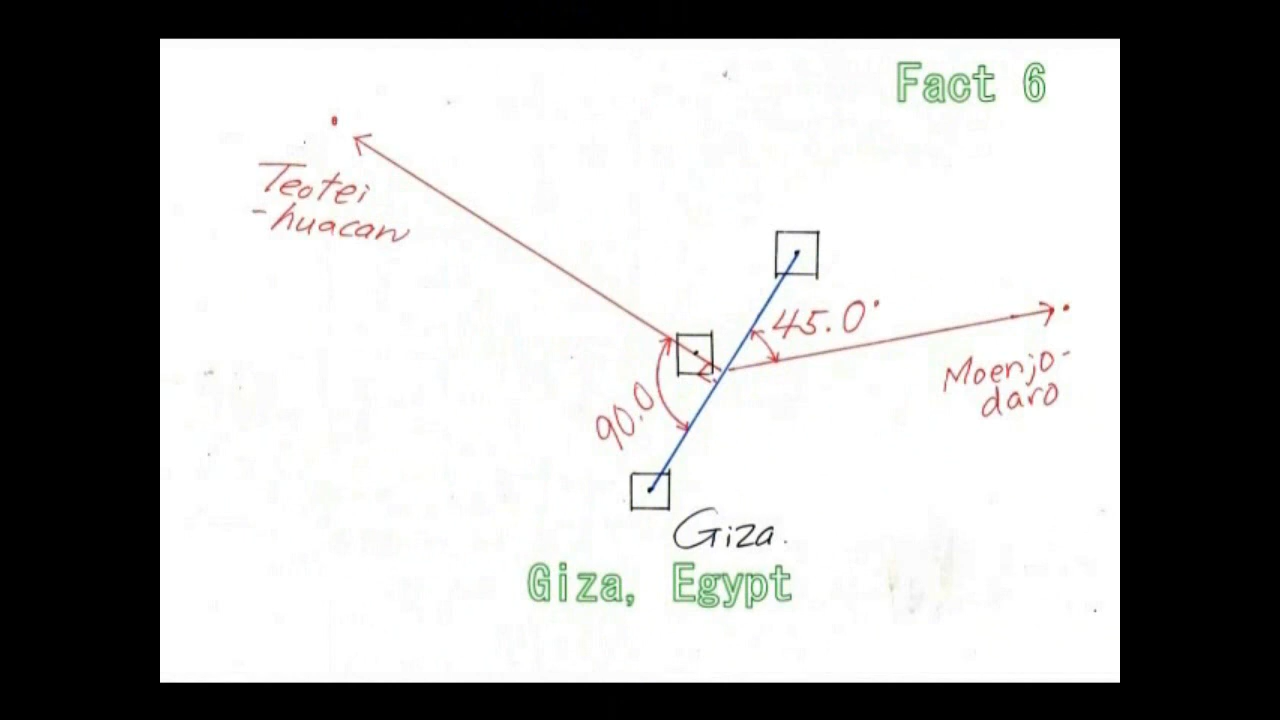 Fact 6
Teotei
-huacan
45.0°
Moenjo-
daro
90.0
Giza.
Giza, Egypt